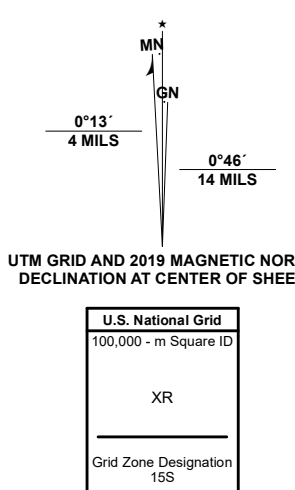 MN
GN
0°13´
4 MILS
0°46´
14 MILS
UTM GRID AND 2019 MAGNETIC NOR
DECLINATION AT CENTER OF SHEE
U.S. National Grid
100,000 - m Square ID
XR
Grid Zone Designation
15S